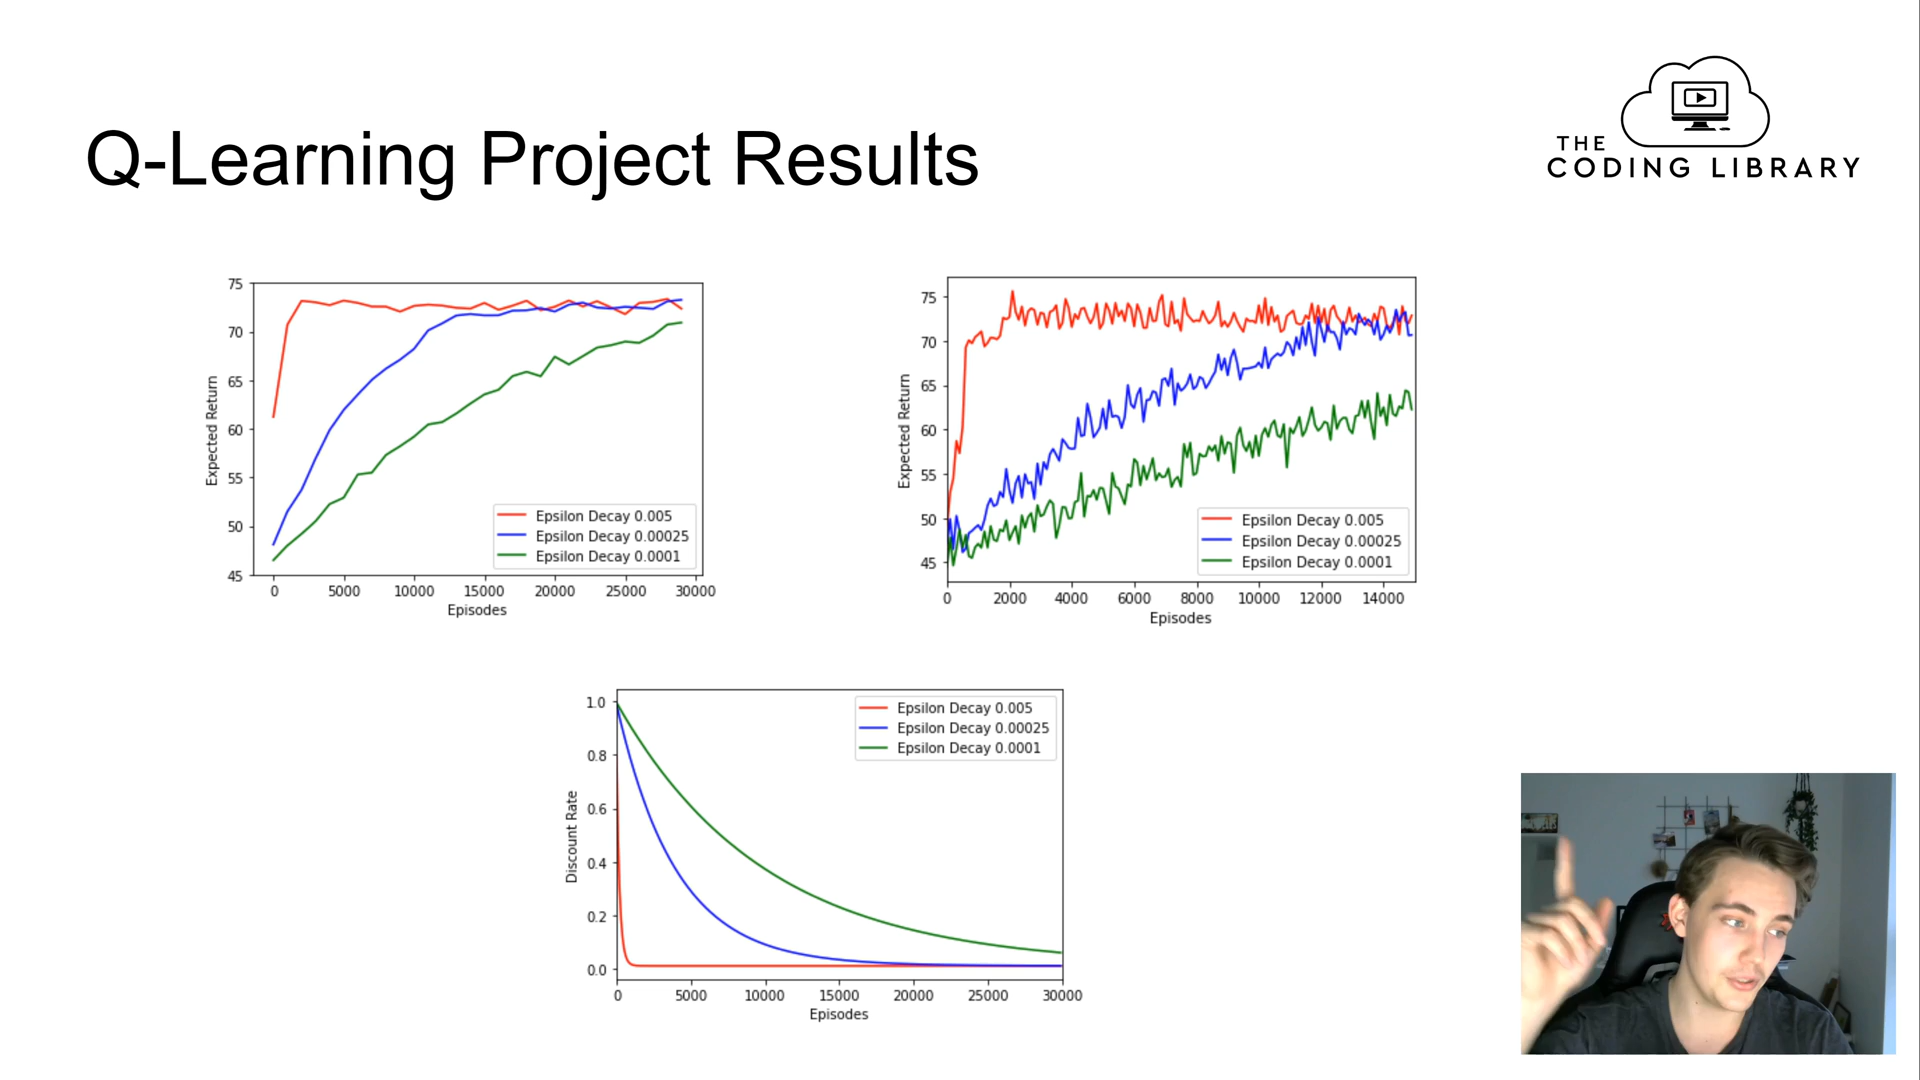 THE
CODING LIBRARY
Q-Learning Project Results
75
70
65
60
55
50
45
Expected Return
Epsilon Decay 0.005
Epsilon Decay 0.00025
Epsilon Decay 0.0001
0 5000 10000 15000 20000 25000 30000
Episodes
75
70
65
60
55
50
45
Expected Return
Epsilon Decay 0.005
Epsilon Decay 0.00025
Epsilon Decay 0.0001
0 2000 4000 6000 8000 10000 12000 14000
Episodes
1.0
0.8
0.6
0.4
0.2
0.0
Discount Rate
Epsilon Decay 0.005
Epsilon Decay 0.00025
Epsilon Decay 0.0001
0 5000 10000 15000 20000 25000 30000
Episodes